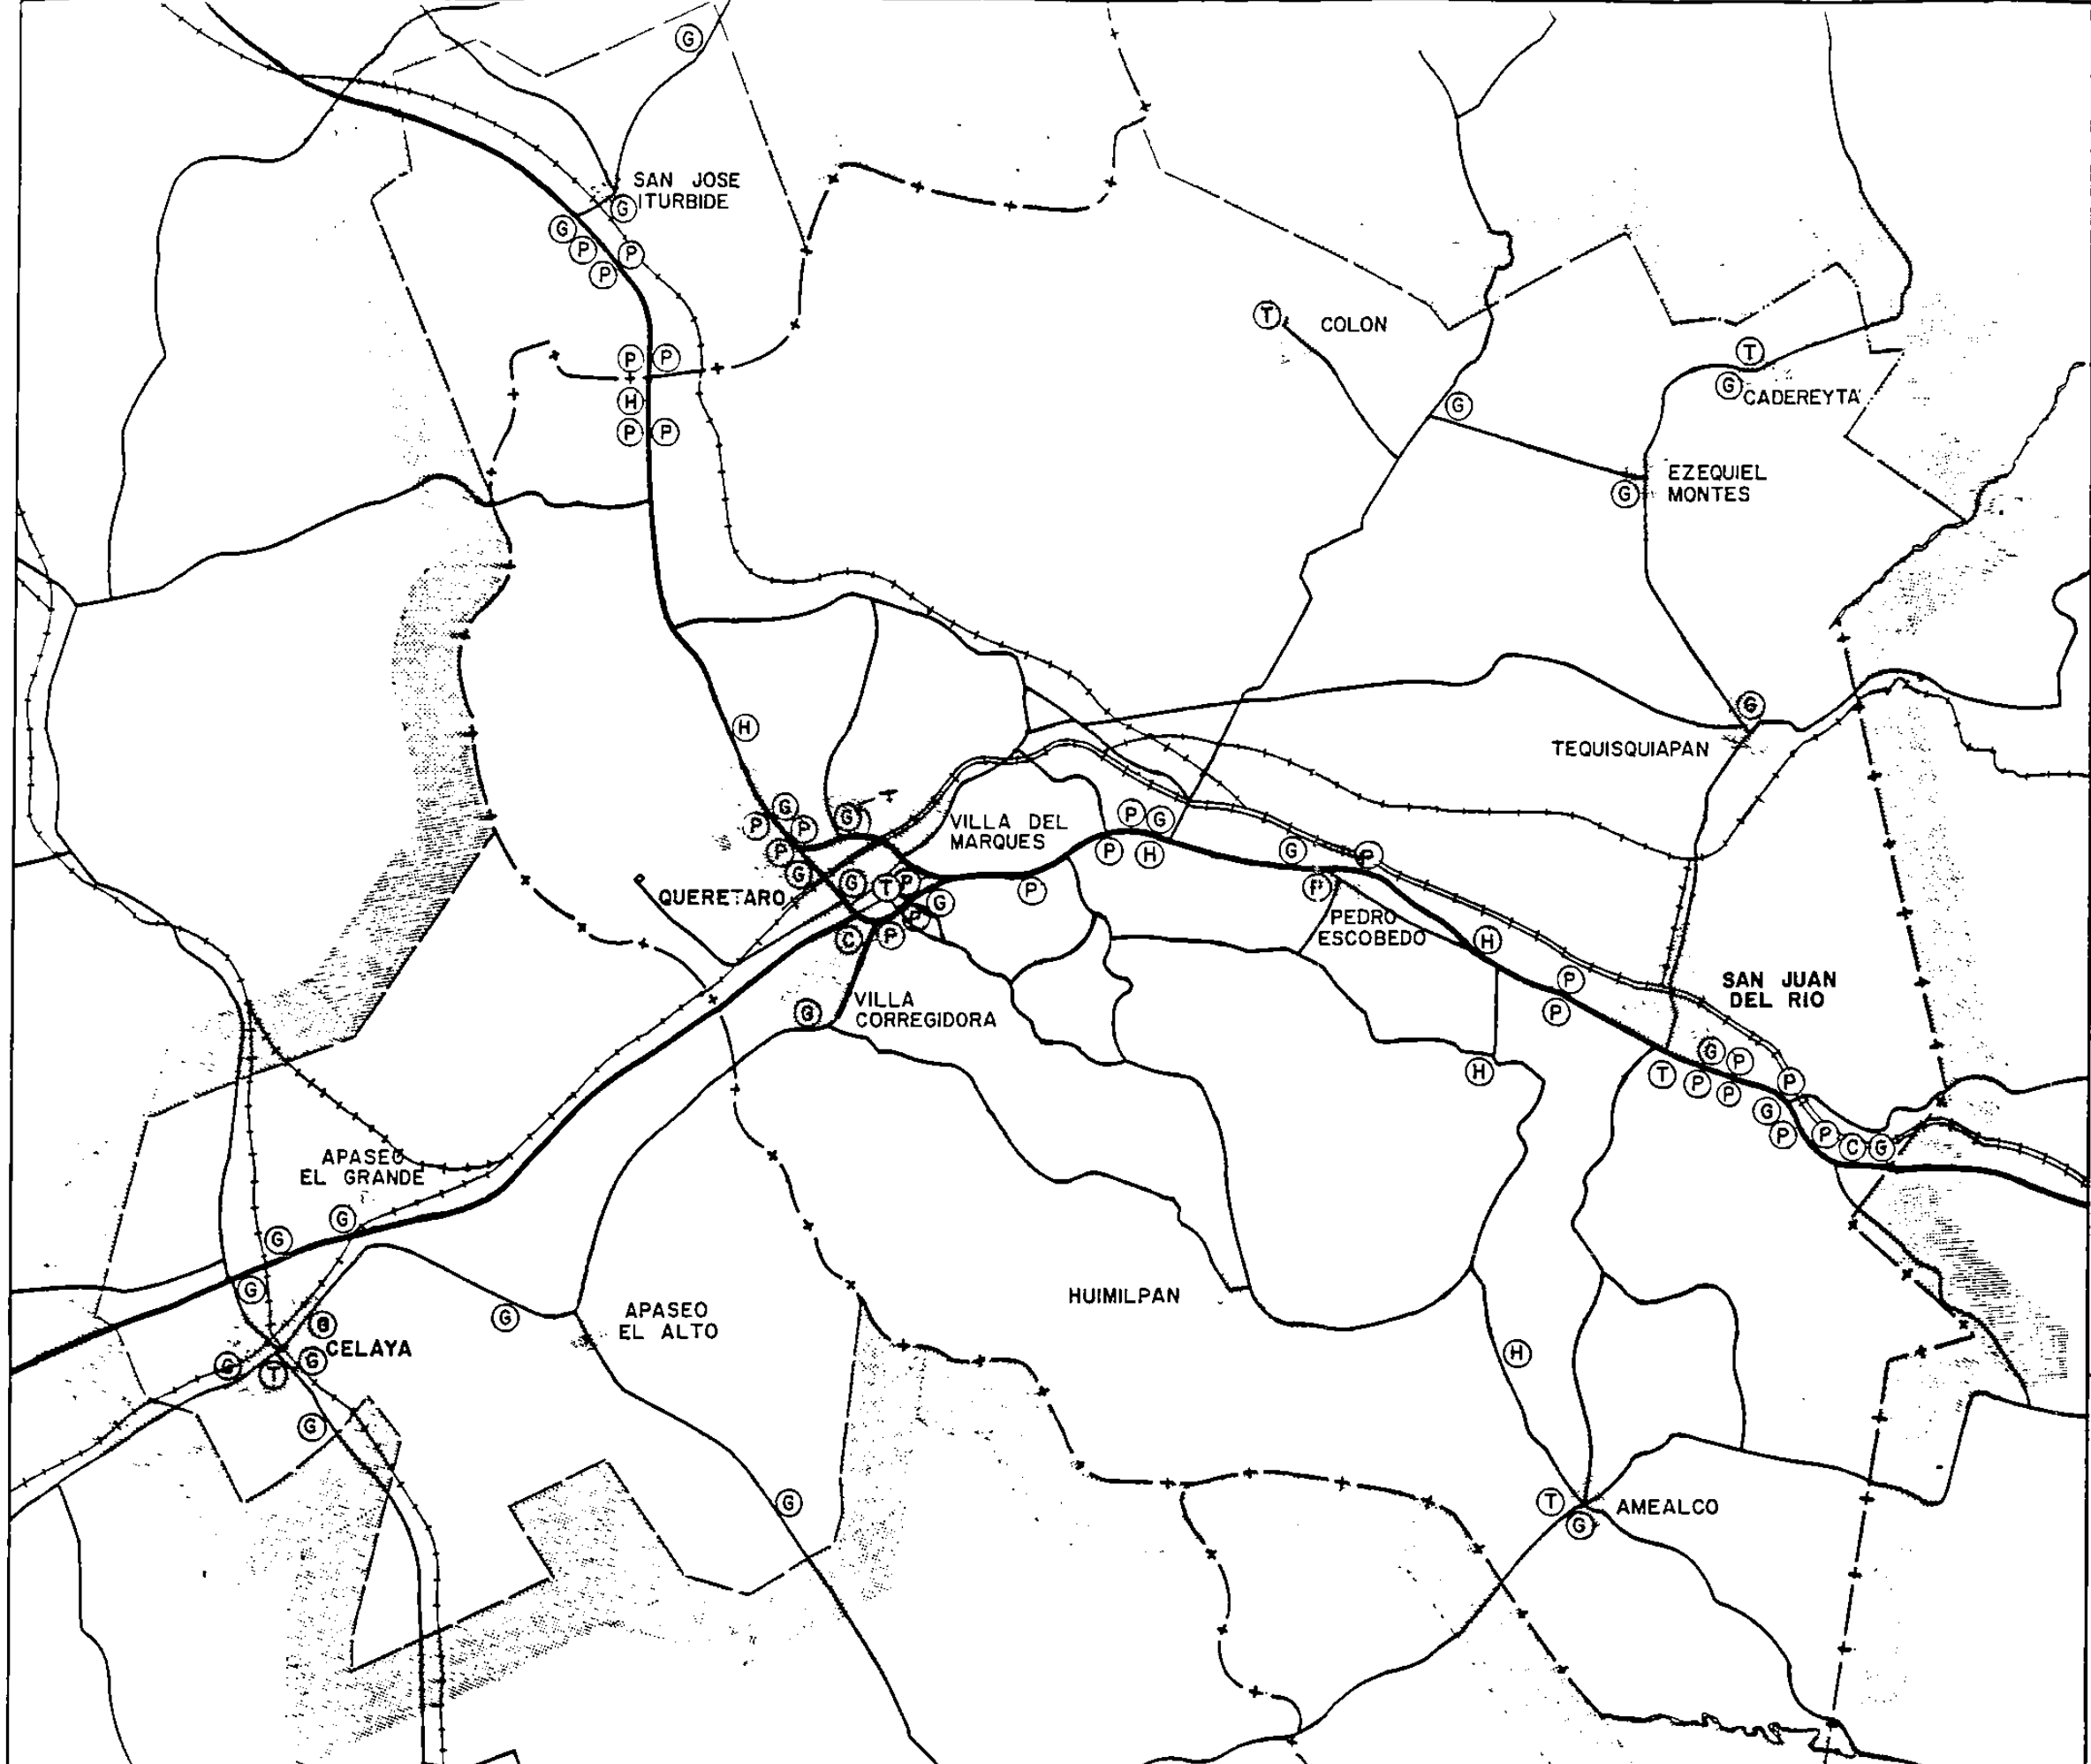 G
SAN JOSE
ITURBIDE
G
G
P
P
P
T
COLON
P
P
T
G
CADEREYTA
H
G
P
P
EZEQUIEL
MONTES
G
G
TEQUISQUIAPAN
H
G
P
P
G
VILLA DEL
MARQUES
P
G
P
H
P
G
P
G
QUERETARO
G
T
P
P
P
G
P
PEDRO
ESCOBEDO
C
P
H
P
P
SAN JUAN
DEL RIO
VILLA
CORREGIDORA
G
G
P
H
T
P
P
P
G
P
P
C
G
APASEO
EL GRANDE
G
G
G
HUIMILPAN
APASEO
EL ALTO
G
G
CELAYA
G
G
T
H
G
G
T
AMEALCO
G